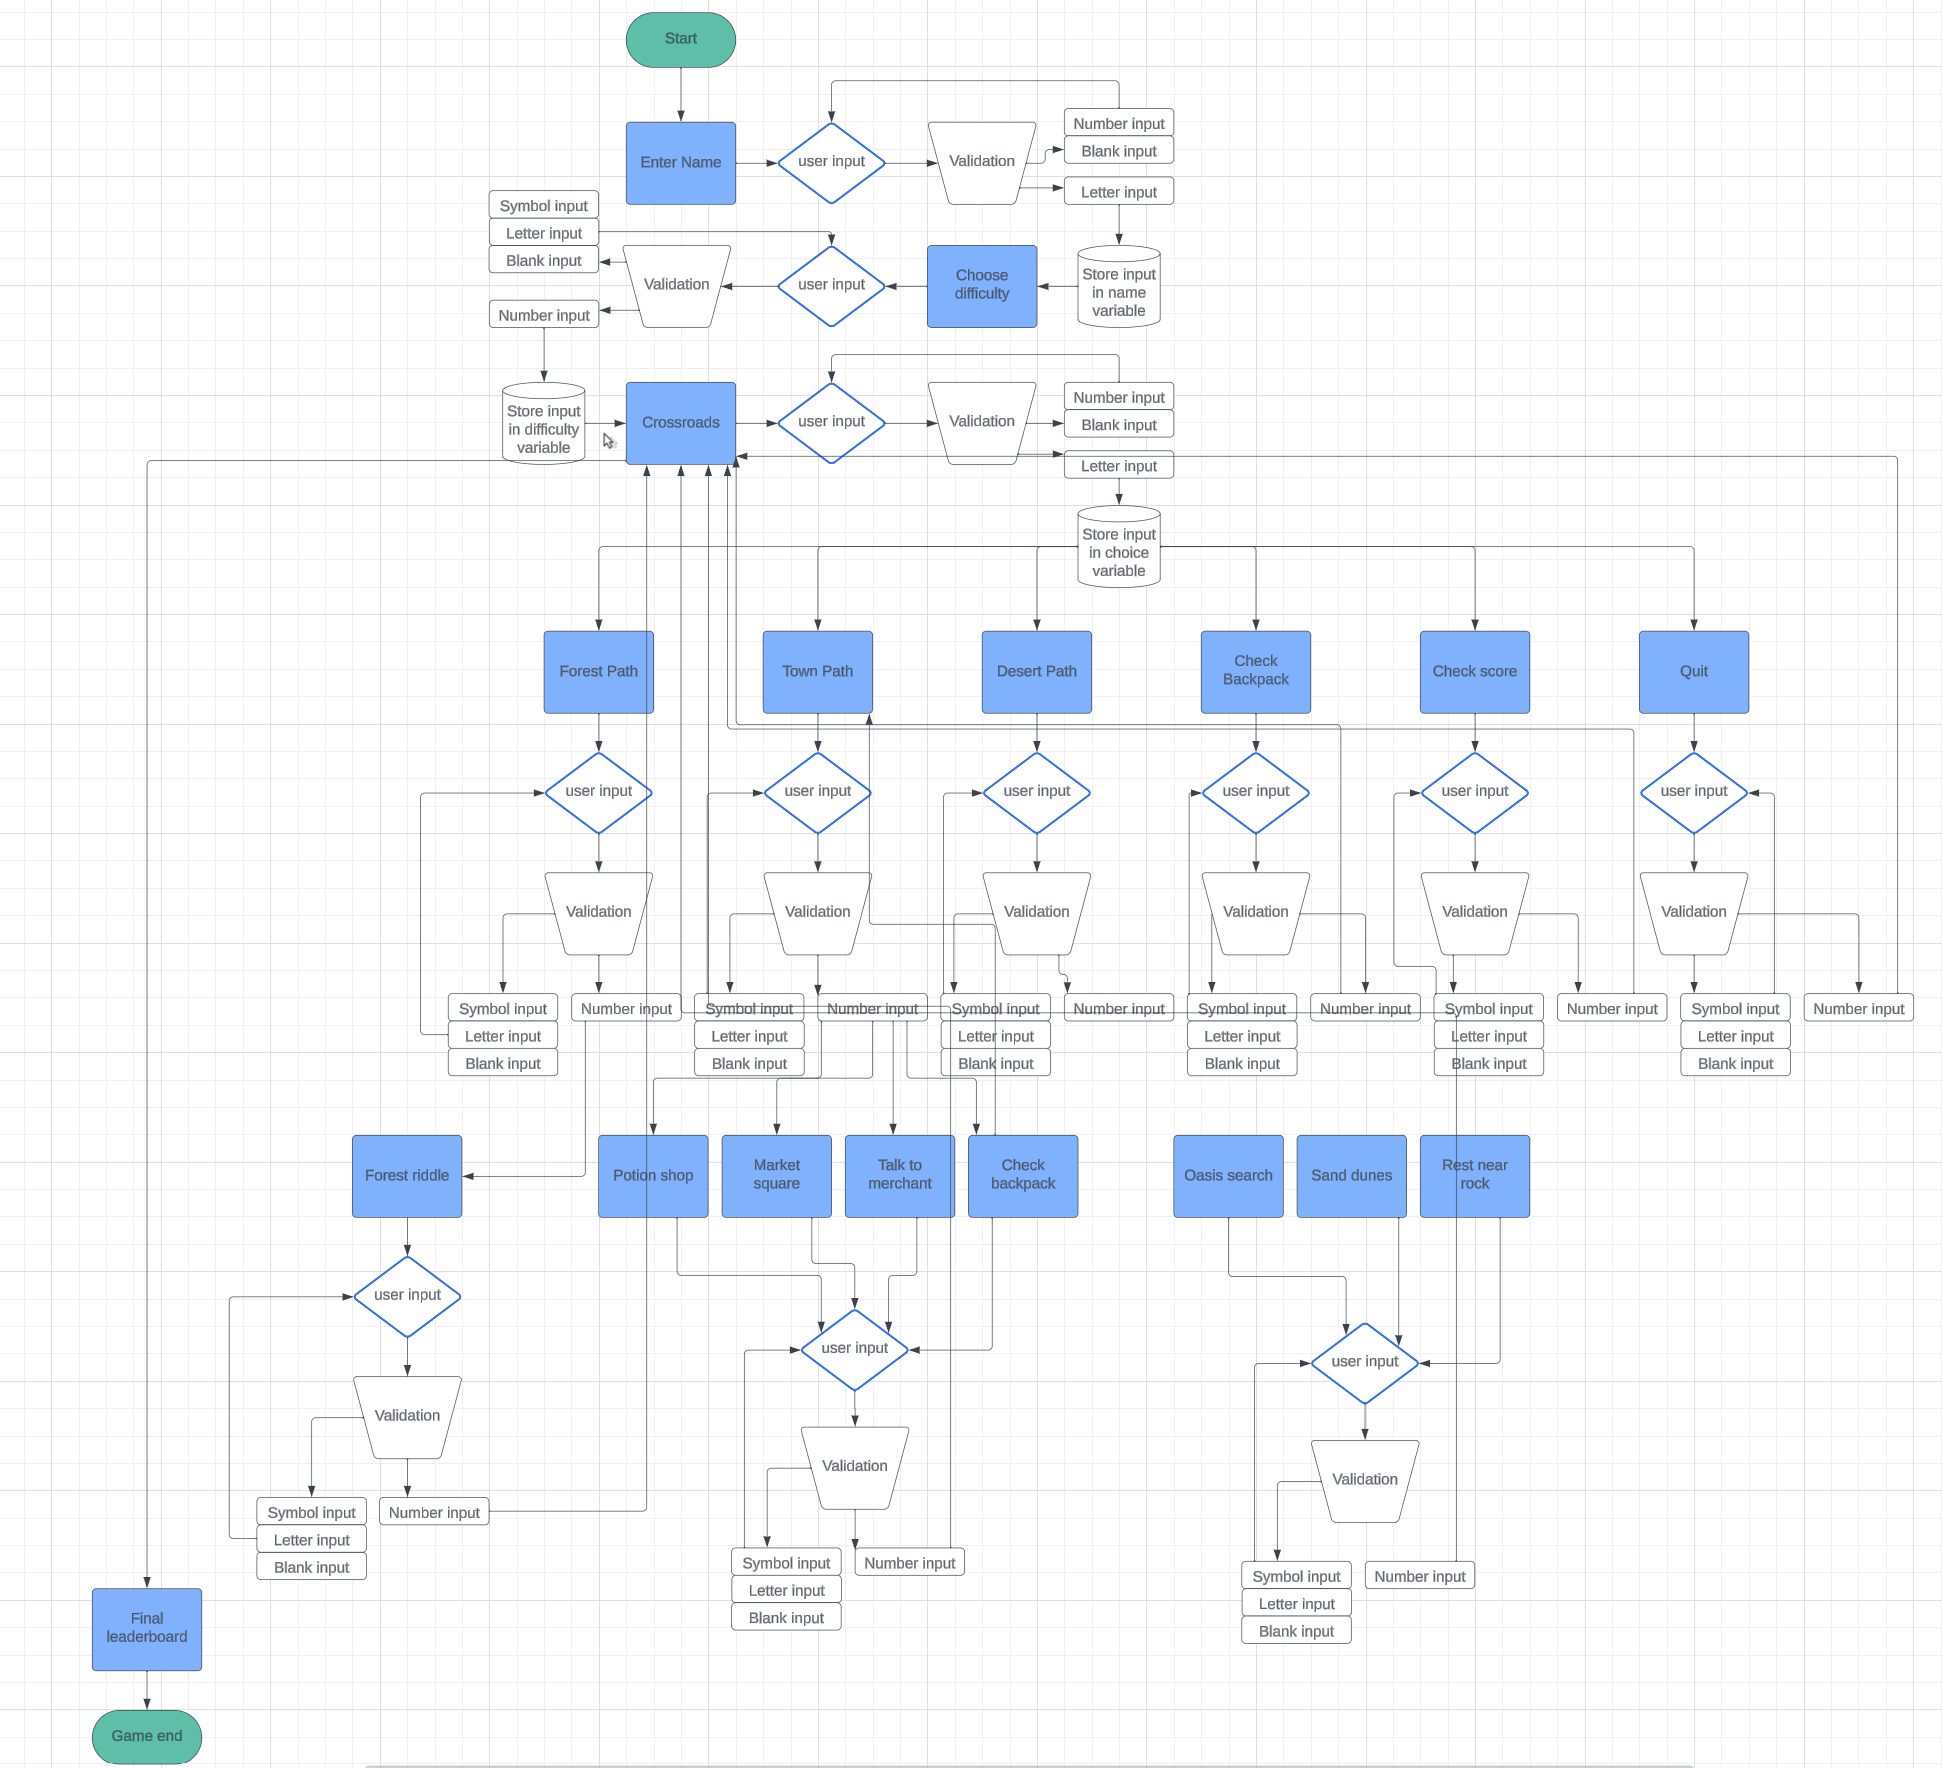 Start
Enter Name
user input
Validation
Number input
Blank input
Letter input
Symbol input
Letter input
Blank input
Number input
Validation
user input
Choose
difficulty
Store input
in name
variable
Store input
in difficulty
variable
Crossroads
user input
Validation
Number input
Blank input
Letter input
Store input
in choice
variable
Forest Path
Town Path
Desert Path
Check
Backpack
Check score
Quit
user input
user input
user input
user input
user input
user input
Validation
Validation
Validation
Validation
Validation
Validation
Symbol input
Letter input
Blank input
Number input
Symbol input
Letter input
Blank input
Number input
Symbol input
Letter input
Blank input
Number input
Symbol input
Letter input
Blank input
Number input
Symbol input
Letter input
Blank input
Number input
Symbol input
Letter input
Blank input
Number input
Forest riddle
Potion shop
Market
square
Talk to
merchant
Check
backpack
Oasis search
Sand dunes
Rest near
rock
user input
user input
user input
Validation
Validation
Validation
Symbol input
Letter input
Blank input
Number input
Symbol input
Letter input
Blank input
Number input
Symbol input
Letter input
Blank input
Number input
Final
leaderboard
Game end